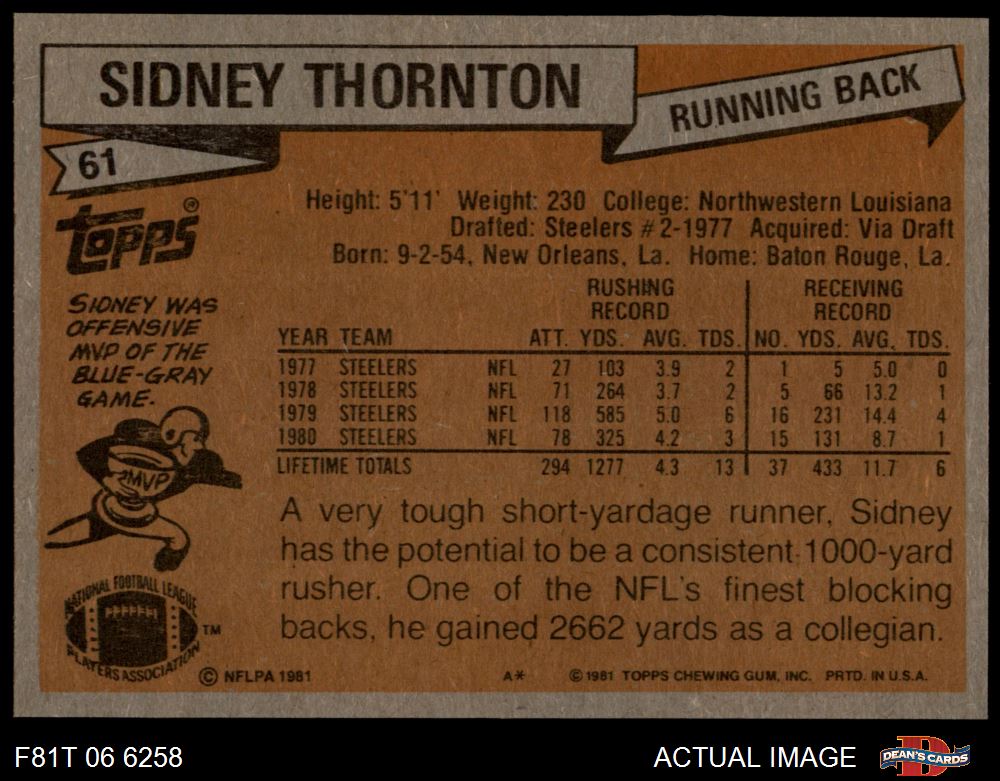 SIDNEY THORNTON
RUNNING BACK
61
topps®
Height: 5'11' Weight: 230 College: Northwestern Louisiana
Drafted: Steelers #2-1977 Acquired: Via Draft
Born: 9-2-54, New Orleans, La. Home: Baton Rouge, La.
SIDNEY WAS
OFFENSIVE
MVP OF THE
BLUE-GRAY
GAME.
MVP
RUSHING RECEIVING
RECORD RECORD
YEAR TEAM ATT. YDS. AVG. TDS. NO. YDS. AVG. TDS.
1977 STEELERS NFL 27 103 3.9 2 1 5 5.0 0
1978 STEELERS NFL 71 264 3.7 2 5 66 13.2 1
1979 STEELERS NFL 118 585 5.0 6 16 231 14.4 4
1980 STEELERS NFL 78 325 4.2 3 15 131 8.7 1
LIFETIME TOTALS 294 1277 4.3 13 37 433 11.7 6
A very tough short-yardage runner, Sidney
has the potential to be a consistent 1000-yard
rusher. One of the NFL's finest blocking
backs, he gained 2662 yards as a collegian.
NATIONAL FOOTBALL LEAGUE
PLAYERS ASSOCIATION
TM
© NFLPA 1981 A* © 1981 TOPPS CHEWING GUM, INC. PRTD. IN U.S.A.
F81T 06 6258 ACTUAL IMAGE DEAN'S CARDS